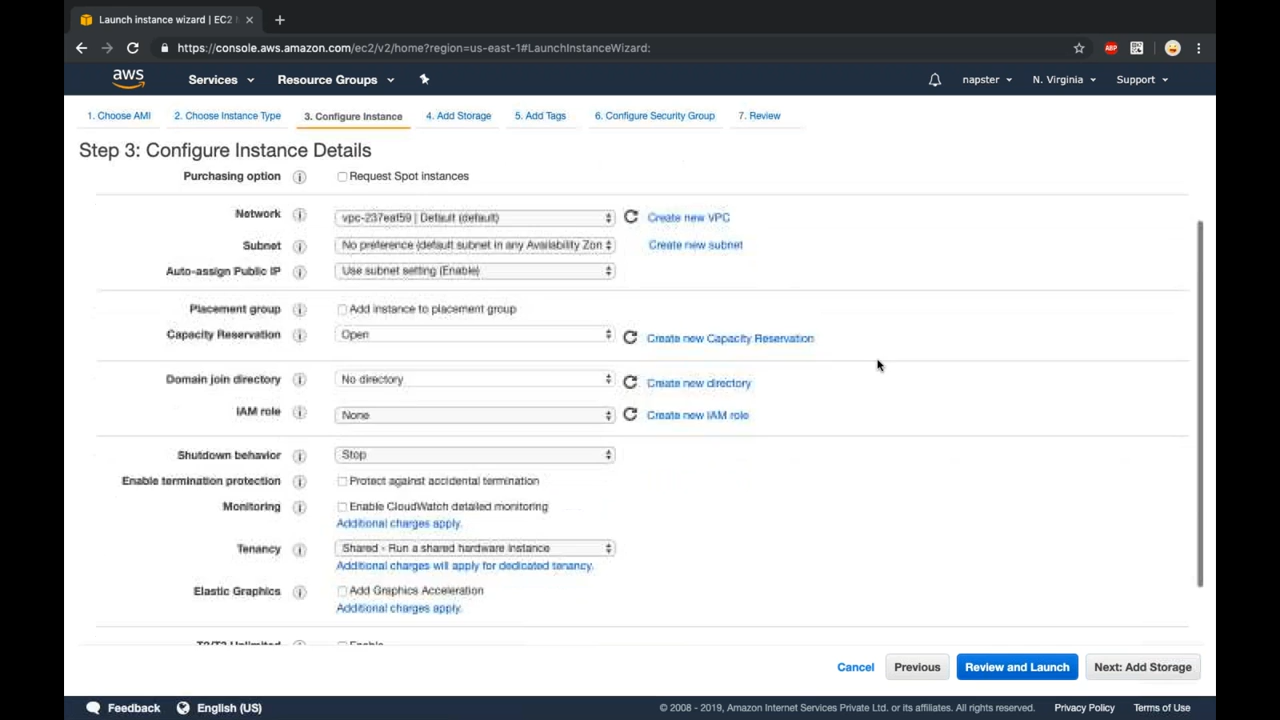 Launch instance wizard | EC2
https://console.aws.amazon.com/ec2/v2/home?region=us-east-1#LaunchInstanceWizard:
ABP
aws Services Resource Groups napster N. Virginia Support
1. Choose AMI 2. Choose Instance Type 3. Configure Instance 4. Add Storage 5. Add Tags 6. Configure Security Group 7. Review
Step 3: Configure Instance Details
Purchasing option Request Spot instances
Network vpc-237eaf59 | Default (default) Create new VPC
Subnet No preference (default subnet in any Availability Zon Create new subnet
Auto-assign Public IP Use subnet setting (Enable)
Placement group Add instance to placement group
Capacity Reservation Open Create new Capacity Reservation
Domain join directory No directory Create new directory
IAM role None Create new IAM role
Shutdown behavior Stop
Enable termination protection Protect against accidental termination
Monitoring Enable CloudWatch detailed monitoring
Additional charges apply.
Tenancy Shared - Run a shared hardware instance
Additional charges will apply for dedicated tenancy.
Elastic Graphics Add Graphics Acceleration
Additional charges apply.
T2/T3 Unlimited Enable
Cancel Previous Review and Launch Next: Add Storage
Feedback English (US) © 2008 - 2019, Amazon Internet Services Private Ltd. or its affiliates. All rights reserved. Privacy Policy Terms of Use